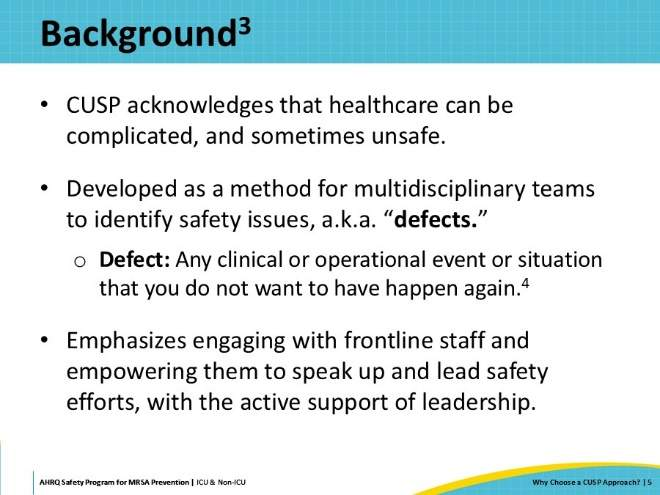 Background³
• CUSP acknowledges that healthcare can be
complicated, and sometimes unsafe.
• Developed as a method for multidisciplinary teams
to identify safety issues, a.k.a. “defects.”
o Defect: Any clinical or operational event or situation
that you do not want to have happen again.⁴
• Emphasizes engaging with frontline staff and
empowering them to speak up and lead safety
efforts, with the active support of leadership.
AHRQ Safety Program for MRSA Prevention | ICU & Non-ICU
Why Choose a CUSP Approach? | 5